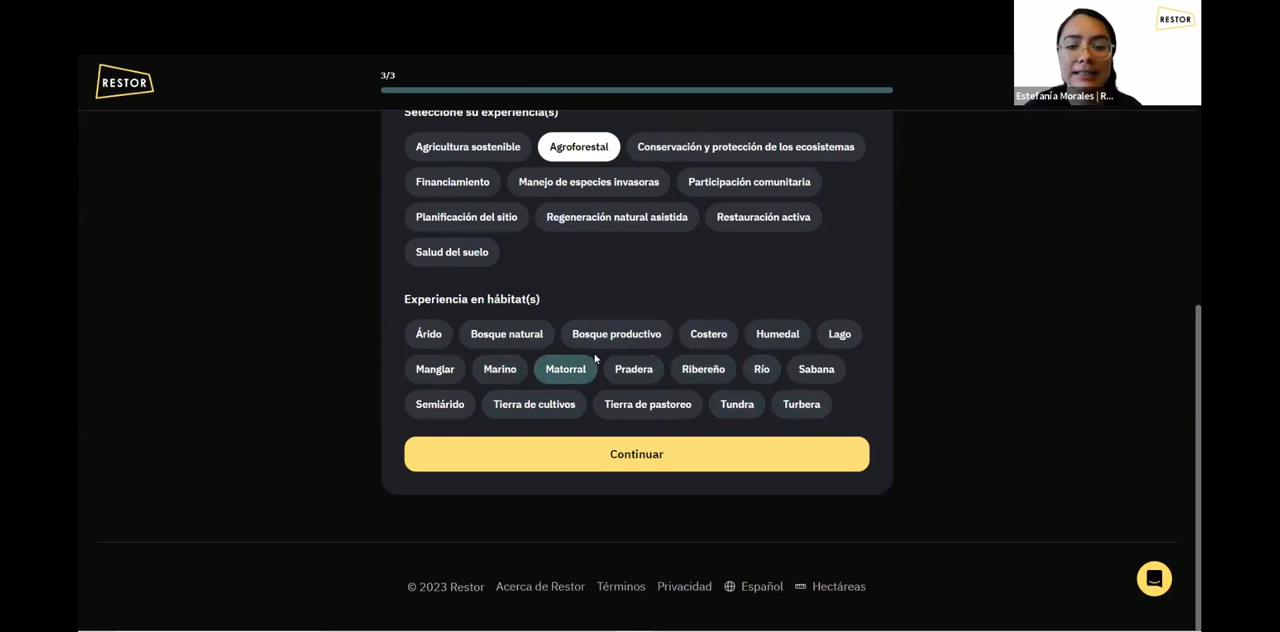 RESTOR
RESTOR
Estefanía Morales | R...
3/3
Seleccione su experiencia(s)
Agricultura sostenible Agroforestal Conservación y protección de los ecosistemas
Financiamiento Manejo de especies invasoras Participación comunitaria
Planificación del sitio Regeneración natural asistida Restauración activa
Salud del suelo
Experiencia en hábitat(s)
Árido Bosque natural Bosque productivo Costero Humedal Lago
Manglar Marino Matorral Pradera Ribereño Río Sabana
Semiárido Tierra de cultivos Tierra de pastoreo Tundra Turbera
Continuar
© 2023 Restor Acerca de Restor Términos Privacidad Español Hectáreas